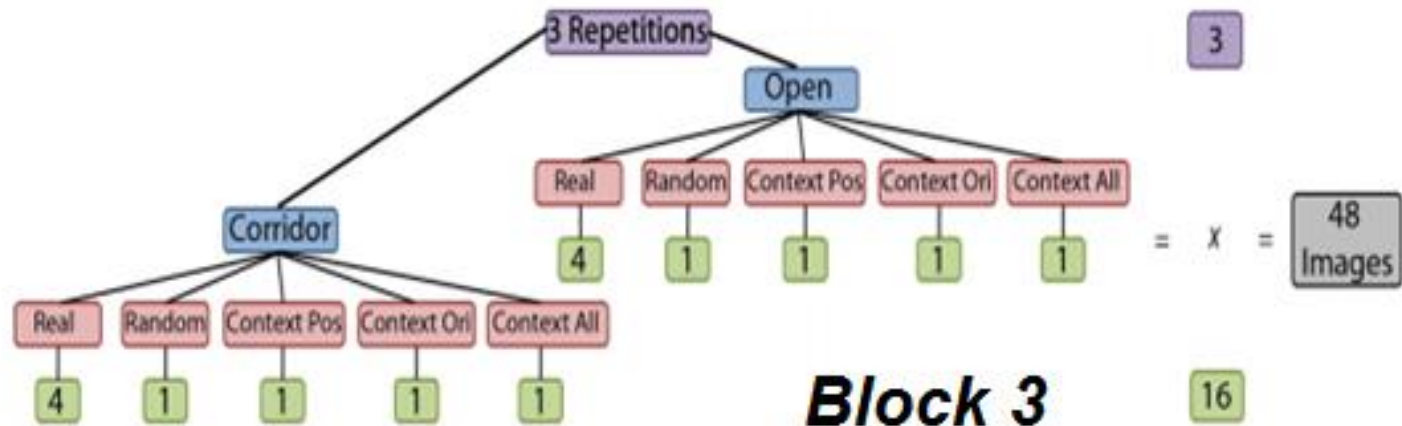 3 Repetitions
3
Open
Real Random Context Pos Context Ori Context All
Corridor
4 1 1 1 1
= x = 48
Images
Real Random Context Pos Context Ori Context All
4 1 1 1 1
Block 3
16